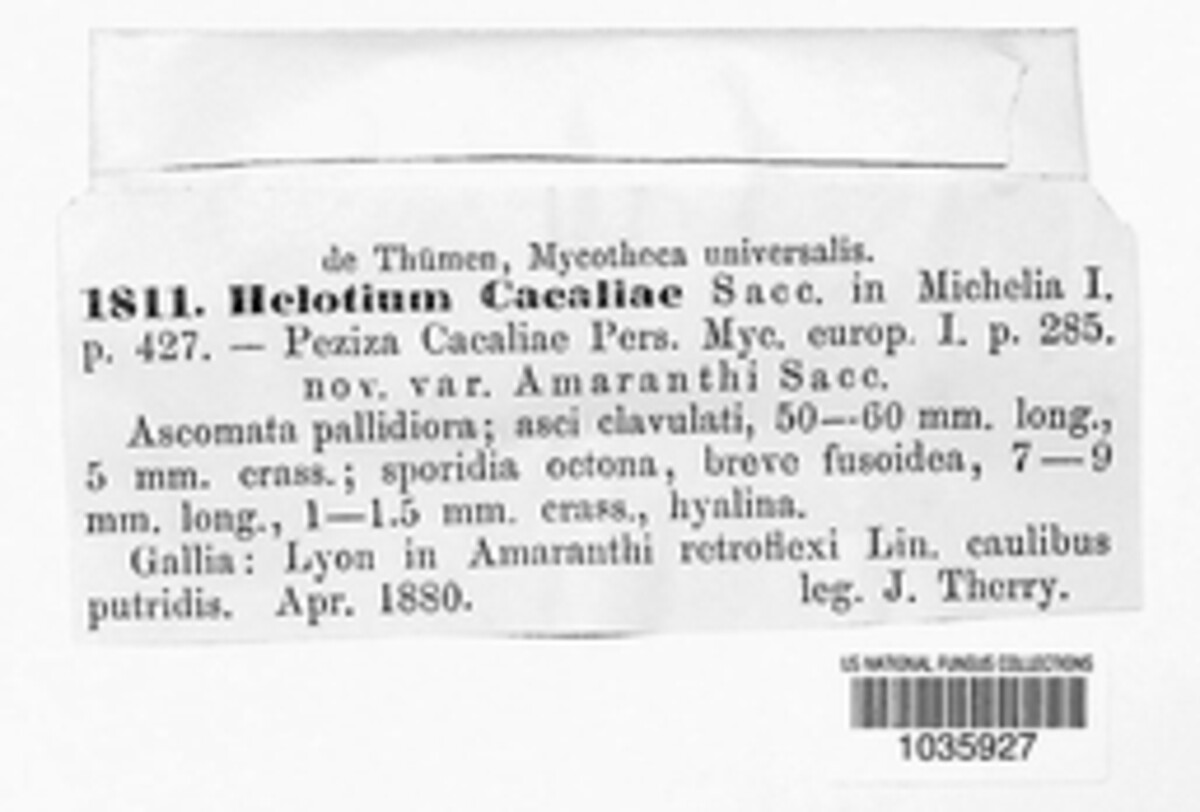 de Thümen, Mycotheca universalis.
1811. Helotium Cacaliae Sacc. in Michelia I.
p. 427. — Peziza Cacaliae Pers. Myc. europ. I. p. 285.
nov. var. Amaranthi Sacc.
Ascomata pallidiora; asci clavulati, 50—60 mm. long.,
5 mm. crass.; sporidia octona, breve fusoidea, 7—9
mm. long., 1—1.5 mm. crass., hyalina.
Gallia: Lyon in Amaranthi retroflexi Lin. caulibus
putridis. Apr. 1880. leg. J. Therry.
US NATIONAL FUNGUS COLLECTIONS
1035927